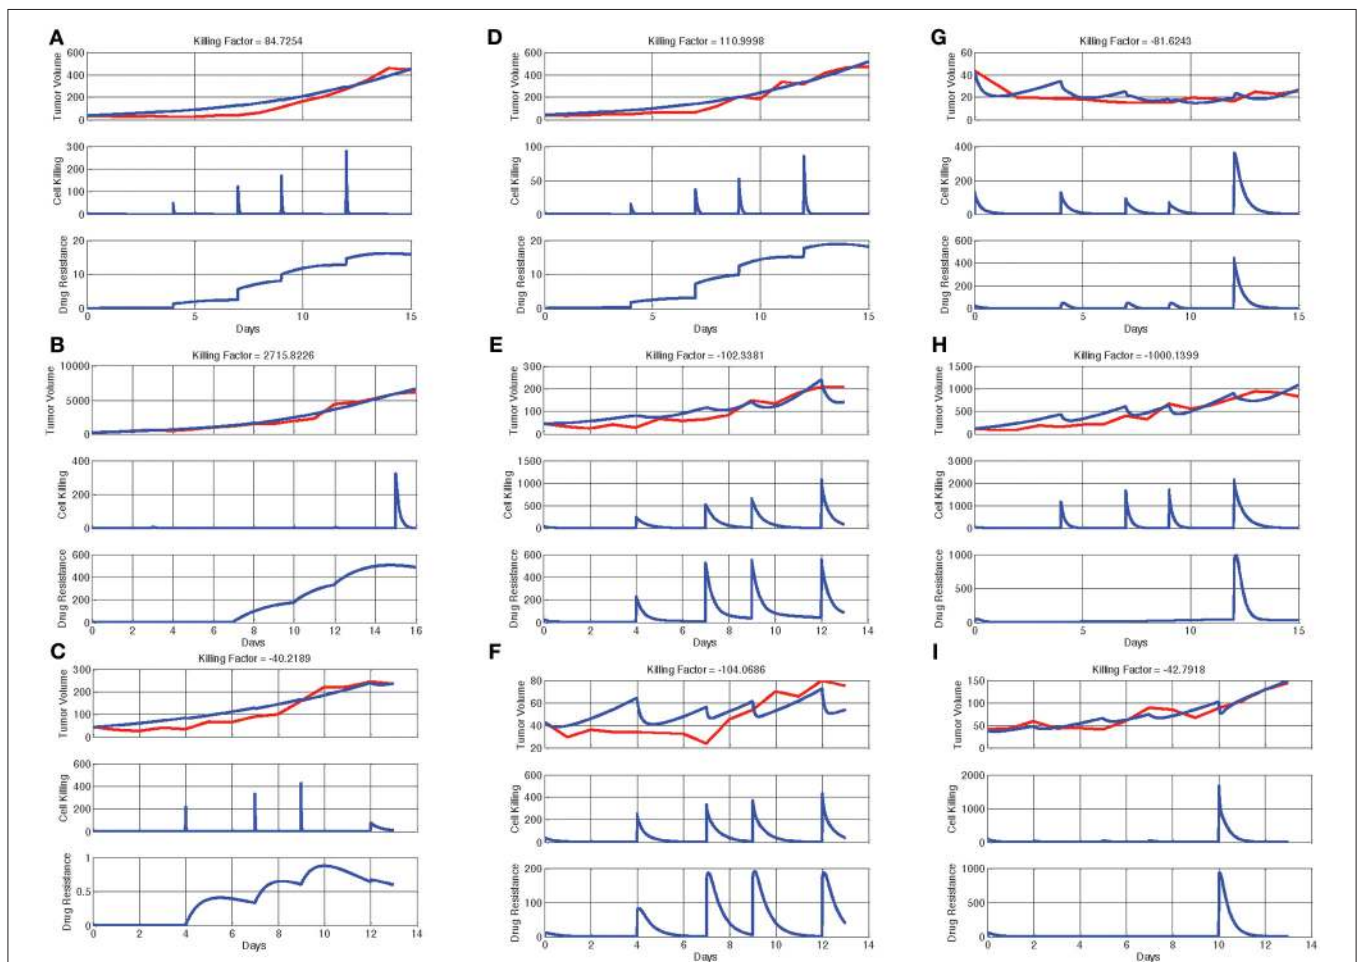 A
Killing Factor = 84.7254
Tumor Volume
600
400
200
0
Cell Killing
300
200
100
0
Drug Resistance
20
10
0
0 5 10 15
Days
B
Killing Factor = 2715.8226
Tumor Volume
10000
5000
0
Cell Killing
400
200
0
Drug Resistance
600
400
200
0
0 2 4 6 8 10 12 14 16
Days
C
Killing Factor = -40.2189
Tumor Volume
300
200
100
0
Cell Killing
600
400
200
0
Drug Resistance
1
0.5
0
0 2 4 6 8 10 12 14
Days
D
Killing Factor = 110.9998
Tumor Volume
600
400
200
0
Cell Killing
100
50
0
Drug Resistance
20
10
0
0 5 10 15
Days
E
Killing Factor = -102.3381
Tumor Volume
300
200
100
0
Cell Killing
1500
1000
500
0
Drug Resistance
600
400
200
0
0 2 4 6 8 10 12 14
Days
F
Killing Factor = -104.0686
Tumor Volume
80
60
40
20
Cell Killing
600
400
200
0
Drug Resistance
200
100
0
0 2 4 6 8 10 12 14
Days
G
Killing Factor = -81.6243
Tumor Volume
60
40
20
0
Cell Killing
400
200
0
Drug Resistance
600
400
200
0
0 5 10 15
Days
H
Killing Factor = -1000.1399
Tumor Volume
1500
1000
500
0
Cell Killing
3000
2000
1000
0
Drug Resistance
1000
500
0
0 5 10 15
Days
I
Killing Factor = -42.7918
Tumor Volume
150
100
50
0
Cell Killing
2000
1000
0
Drug Resistance
1000
500
0
0 2 4 6 8 10 12 14
Days